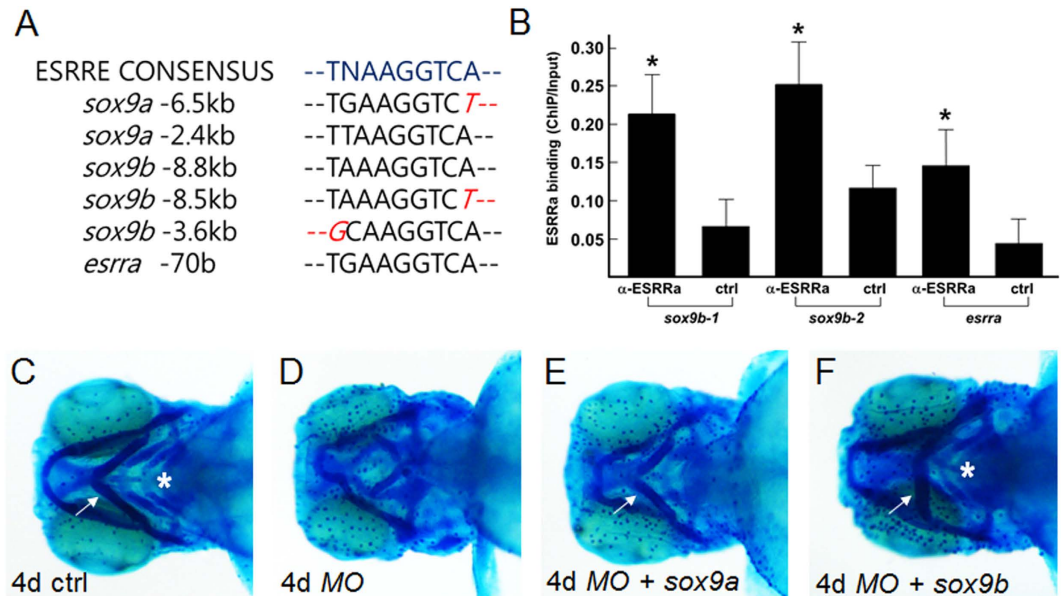 A
ESRRE CONSENSUS --TNAAGGTCA--
sox9a -6.5kb --TGAAGGTCT--
sox9a -2.4kb --TTAAGGTCA--
sox9b -8.8kb --TAAAGGTCA--
sox9b -8.5kb --TAAAGGTCT--
sox9b -3.6kb --GCAAGGTCA--
esrra -70b --TGAAGGTCA--
B
ESRRa binding (ChIP/Input)
0.30
0.25
0.20
0.15
0.10
0.05
* * *
α-ESRRa ctrl α-ESRRa ctrl α-ESRRa ctrl
sox9b-1 sox9b-2 esrra
C
*
4d ctrl
D
4d MO
E
4d MO + sox9a
F
*
4d MO + sox9b